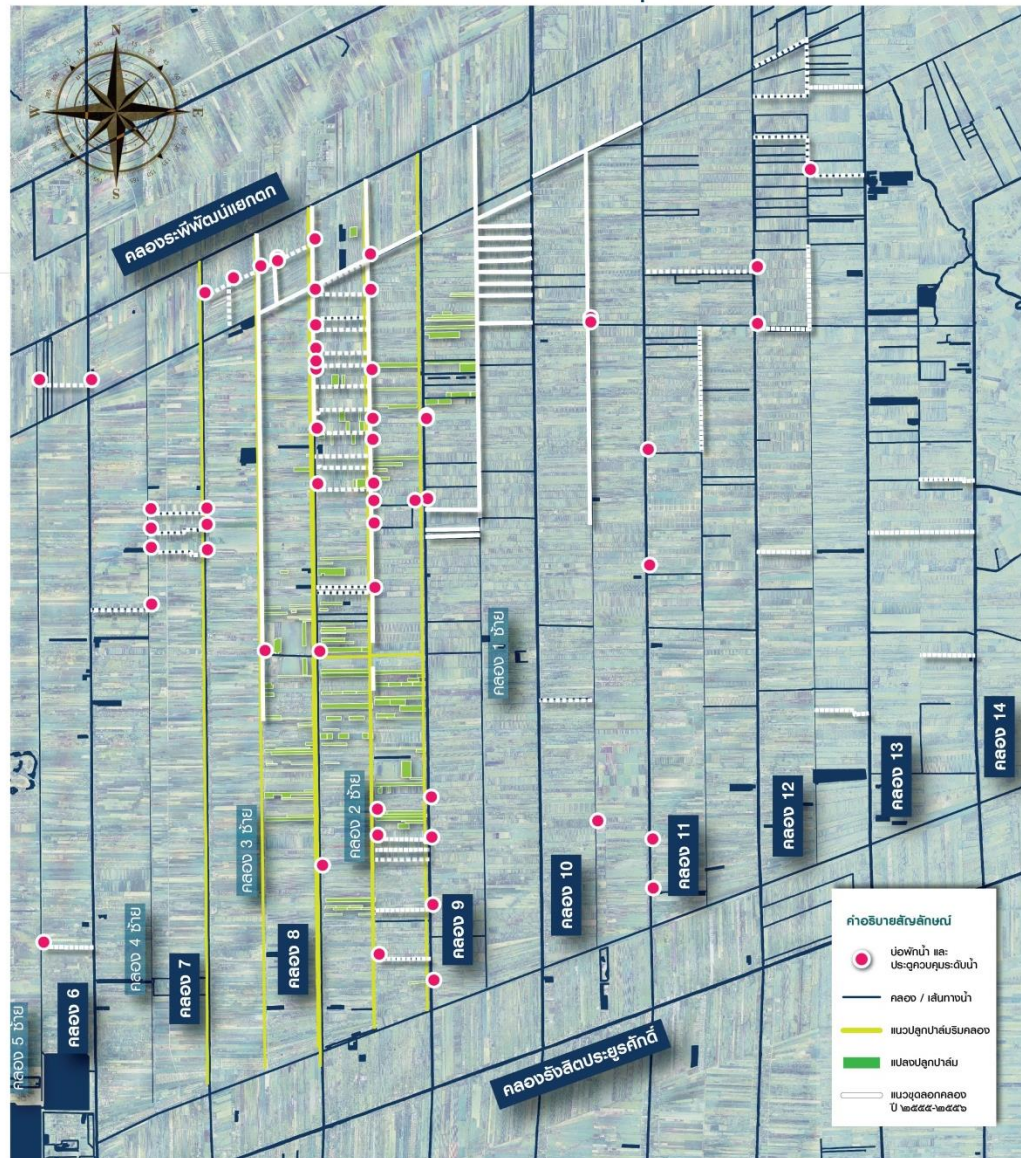 N
W
E
S
คลองระพีพัฒน์แยกตก
คลอง 1 ซ้าย
คลอง 2 ซ้าย
คลอง 3 ซ้าย
คลอง 4 ซ้าย
คลอง 5 ซ้าย
คลอง 6
คลอง 7
คลอง 8
คลอง 9
คลอง 10
คลอง 11
คลอง 12
คลอง 13
คลอง 14
คลองรังสิตประยูรศักดิ์
คำอธิบายสัญลักษณ์
บ่อพักน้ำ และ
ประตูควบคุมระดับน้ำ
คลอง / เส้นทางน้ำ
แนวปลูกปาล์มริมคลอง
แปลงปลูกปาล์ม
แนวขุดลอกคลอง
ปี ๒๕๕๕-๒๕๕๖